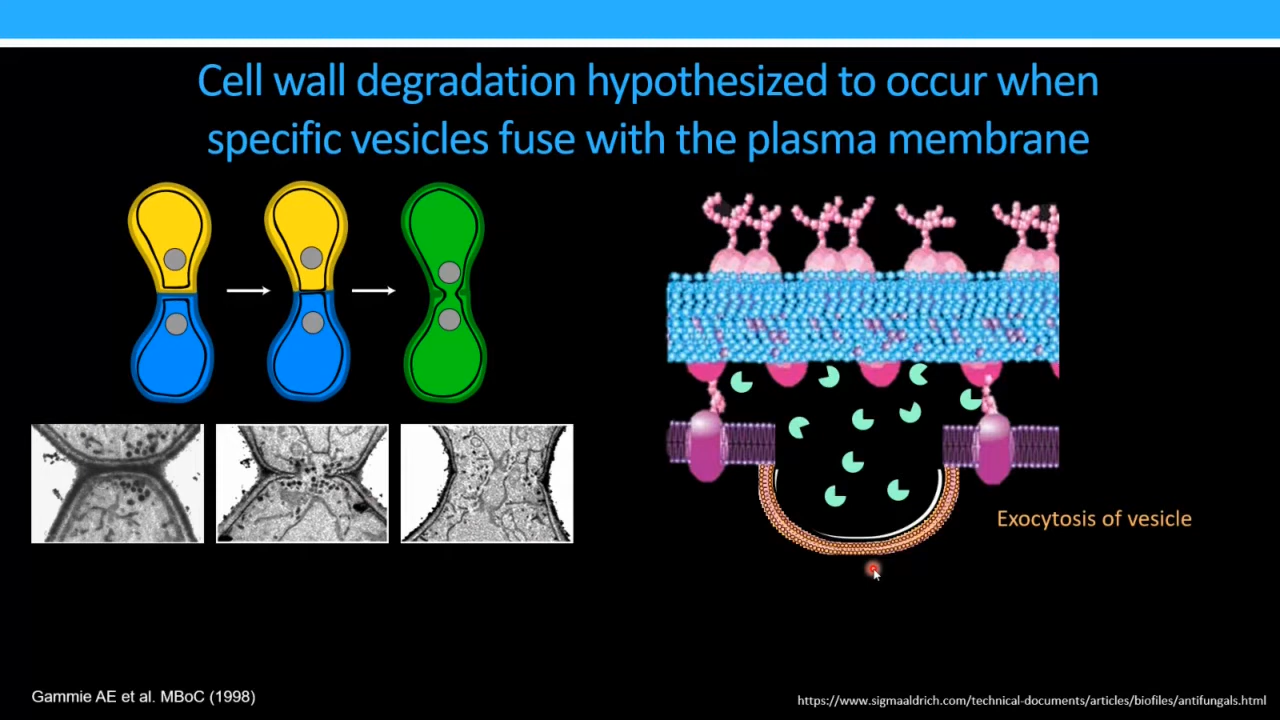 Cell wall degradation hypothesized to occur when
specific vesicles fuse with the plasma membrane
Exocytosis of vesicle
Gammie AE et al. MBoC (1998)
https://www.sigmaaldrich.com/technical-documents/articles/biofiles/antifungals.html